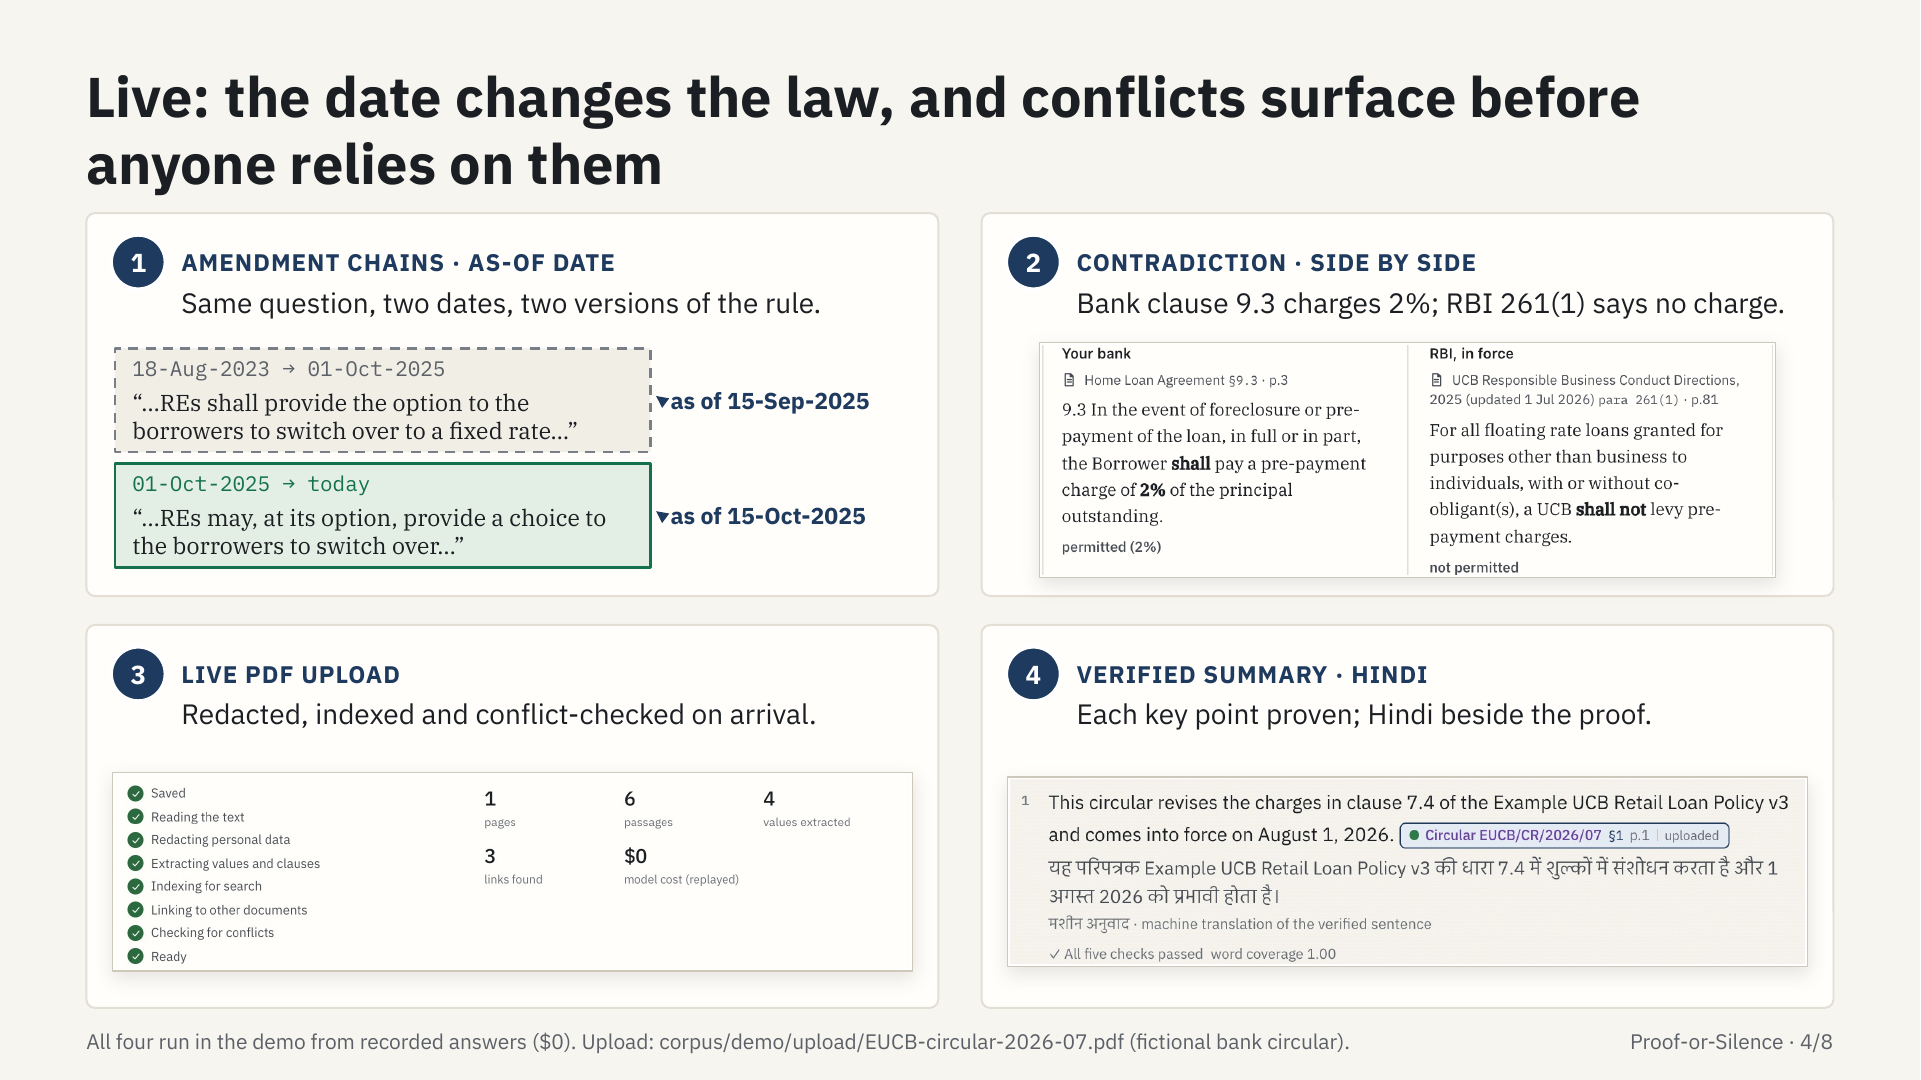 Live: the date changes the law, and conflicts surface before
anyone relies on them
1
AMENDMENT CHAINS · AS-OF DATE
Same question, two dates, two versions of the rule.
18-Aug-2023 → 01-Oct-2025
“…REs shall provide the option to the
borrowers to switch over to a fixed rate…”
as of 15-Sep-2025
01-Oct-2025 → today
“…REs may, at its option, provide a choice to
the borrowers to switch over…”
as of 15-Oct-2025
2
CONTRADICTION · SIDE BY SIDE
Bank clause 9.3 charges 2%; RBI 261(1) says no charge.
Your bank
Home Loan Agreement §9.3 · p.3
9.3 In the event of foreclosure or pre-
payment of the loan, in full or in part,
the Borrower shall pay a pre-payment
charge of 2% of the principal
outstanding.
permitted (2%)
RBI, in force
UCB Responsible Business Conduct Directions,
2025 (updated 1 Jul 2026) para 261(1) · p.81
For all floating rate loans granted for
purposes other than business to
individuals, with or without co-
obligant(s), a UCB shall not levy pre-
payment charges.
not permitted
3
LIVE PDF UPLOAD
Redacted, indexed and conflict-checked on arrival.
Saved
Reading the text
Redacting personal data
Extracting values and clauses
Indexing for search
Linking to other documents
Checking for conflicts
Ready
1
pages
6
passages
4
values extracted
3
links found
$0
model cost (replayed)
4
VERIFIED SUMMARY · HINDI
Each key point proven; Hindi beside the proof.
1
This circular revises the charges in clause 7.4 of the Example UCB Retail Loan Policy v3
and comes into force on August 1, 2026. Circular EUCB/CR/2026/07 §1 p.1 | uploaded
यह परिपत्रक Example UCB Retail Loan Policy v3 की धारा 7.4 में शुल्कों में संशोधन करता है और 1
अगस्त 2026 को प्रभावी होता है।
मशीन अनुवाद · machine translation of the verified sentence
✓ All five checks passed word coverage 1.00
All four run in the demo from recorded answers ($0). Upload: corpus/demo/upload/EUCB-circular-2026-07.pdf (fictional bank circular).
Proof-or-Silence · 4/8